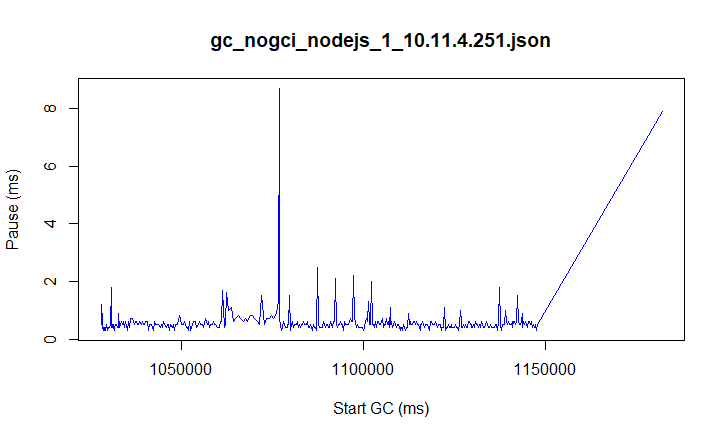 gc_nogci_nodejs_1_10.11.4.251.json
Pause (ms)
8
6
4
2
0
1050000 1100000 1150000
Start GC (ms)